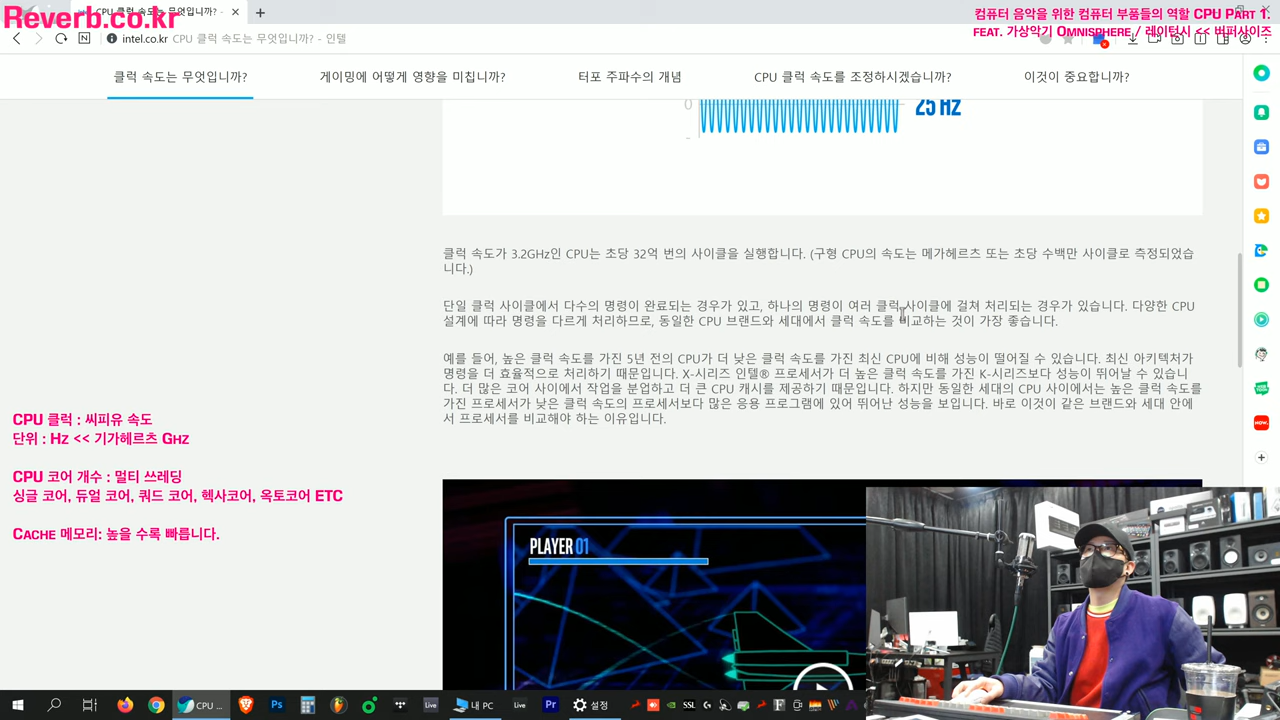 Reverb.co.kr
컴퓨터 음악을 위한 컴퓨터 부품들의 역할 CPU Part 1.
feat. 가상악기 Omnisphere / 레이턴시 << 버퍼사이즈
intel.co.kr CPU 클럭 속도는 무엇입니까? - 인텔
클럭 속도는 무엇입니까?
게이밍에 어떻게 영향을 미칩니까?
터포 주파수의 개념
CPU 클럭 속도를 조정하시겠습니까?
이것이 중요합니까?
0
25 HZ
클럭 속도가 3.2GHz인 CPU는 초당 32억 번의 사이클을 실행합니다. (구형 CPU의 속도는 메가헤르츠 또는 초당 수백만 사이클로 측정되었습
니다.)
단일 클럭 사이클에서 다수의 명령이 완료되는 경우가 있고, 하나의 명령이 여러 클럭 사이클에 걸쳐 처리되는 경우가 있습니다. 다양한 CPU
설계에 따라 명령을 다르게 처리하므로, 동일한 CPU 브랜드와 세대에서 클럭 속도를 비교하는 것이 가장 좋습니다.
예를 들어, 높은 클럭 속도를 가진 5년 전의 CPU가 더 낮은 클럭 속도를 가진 최신 CPU에 비해 성능이 떨어질 수 있습니다. 최신 아키텍처가
명령을 더 효율적으로 처리하기 때문입니다. X-시리즈 인텔® 프로세서가 더 높은 클럭 속도를 가진 K-시리즈보다 성능이 뛰어날 수 있습니
다. 더 많은 코어 사이에서 작업을 분업하고 더 큰 CPU 캐시를 제공하기 때문입니다. 하지만 동일한 세대의 CPU 사이에서는 높은 클럭 속도를
가진 프로세서가 낮은 클럭 속도의 프로세서보다 많은 응용 프로그램에 있어 뛰어난 성능을 보입니다. 바로 이것이 같은 브랜드와 세대 안에
서 프로세서를 비교해야 하는 이유입니다.
CPU 클럭 : 씨피유 속도
단위 : Hz << 기가헤르츠 Ghz
CPU 코어 개수 : 멀티 쓰레딩
싱글 코어, 듀얼 코어, 쿼드 코어, 헥사코어, 옥토코어 ETC
Cache 메모리: 높을 수록 빠릅니다.
PLAYER 01
CPU ...
Ps
Live
내 PC
Live
Pr
설정
SSL
NOW.